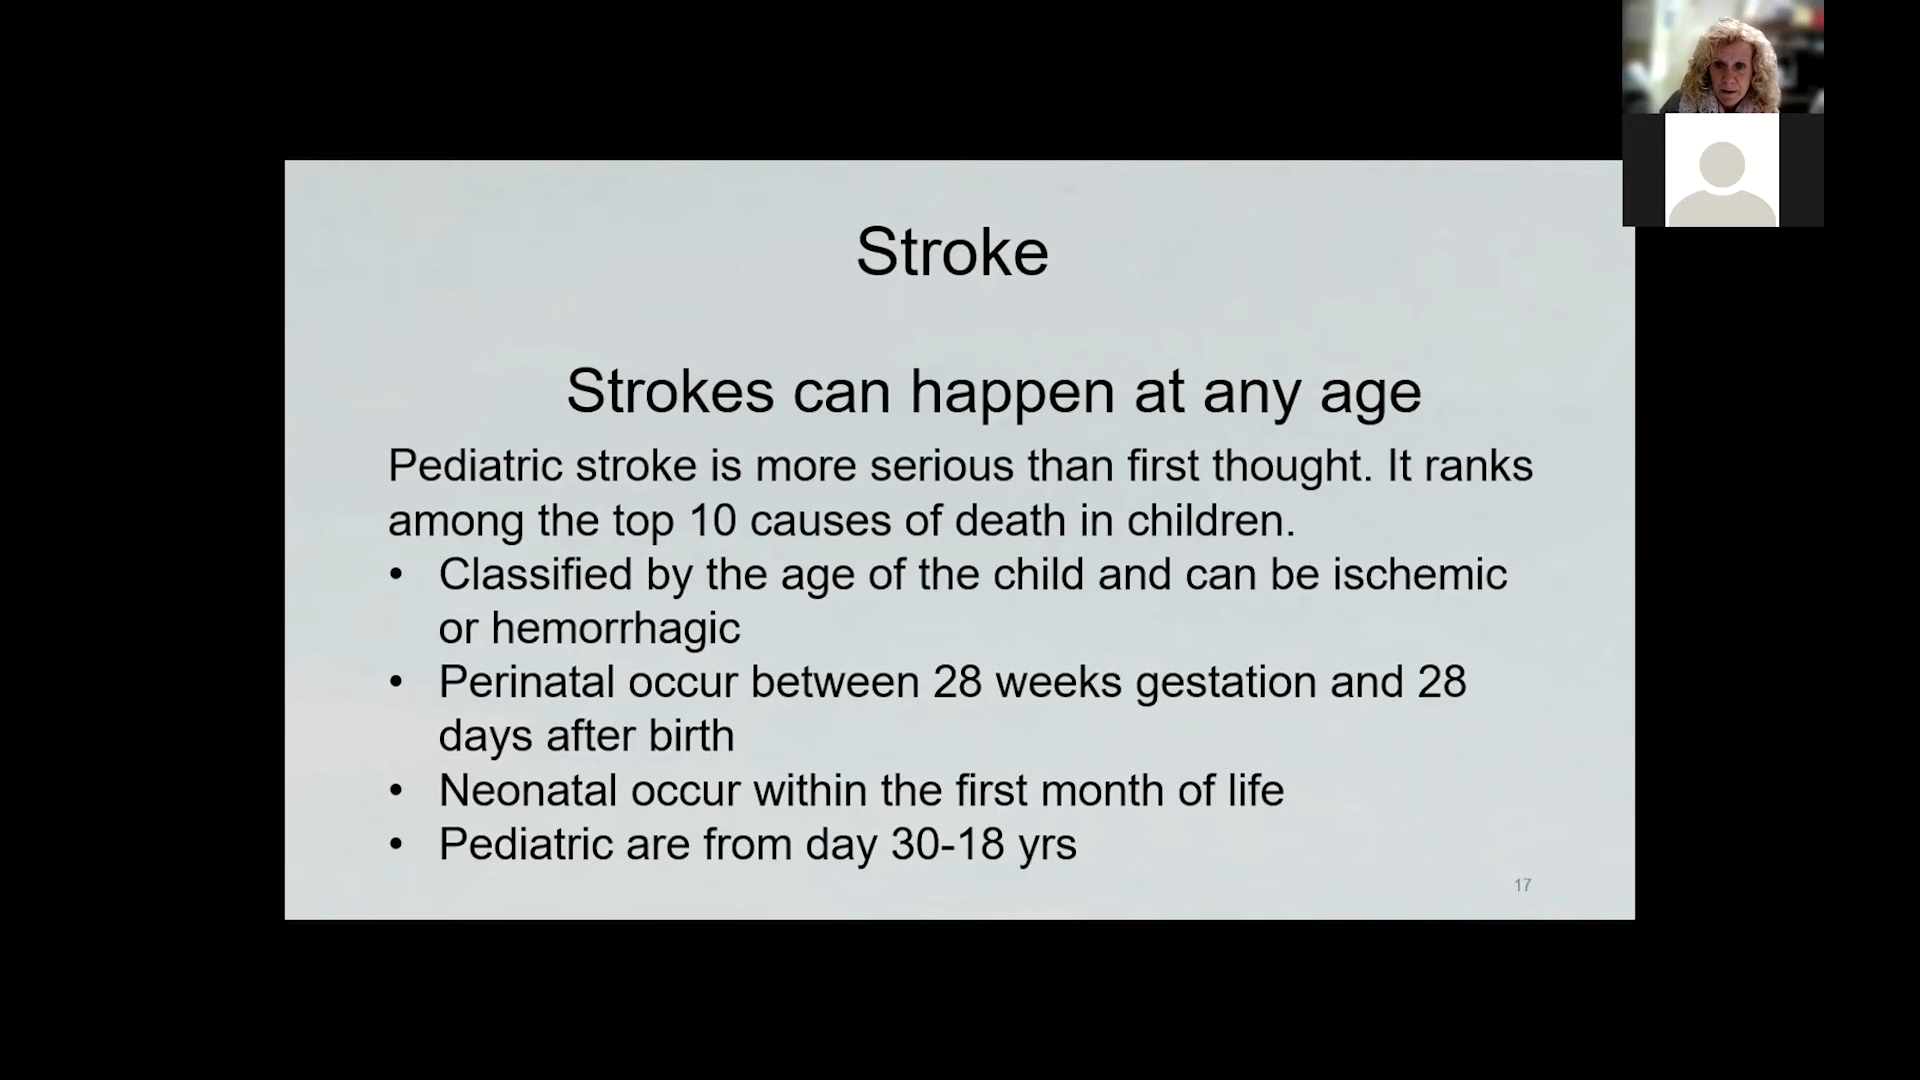 Stroke
Strokes can happen at any age
Pediatric stroke is more serious than first thought. It ranks
among the top 10 causes of death in children.
• Classified by the age of the child and can be ischemic
or hemorrhagic
• Perinatal occur between 28 weeks gestation and 28
days after birth
• Neonatal occur within the first month of life
• Pediatric are from day 30-18 yrs
17